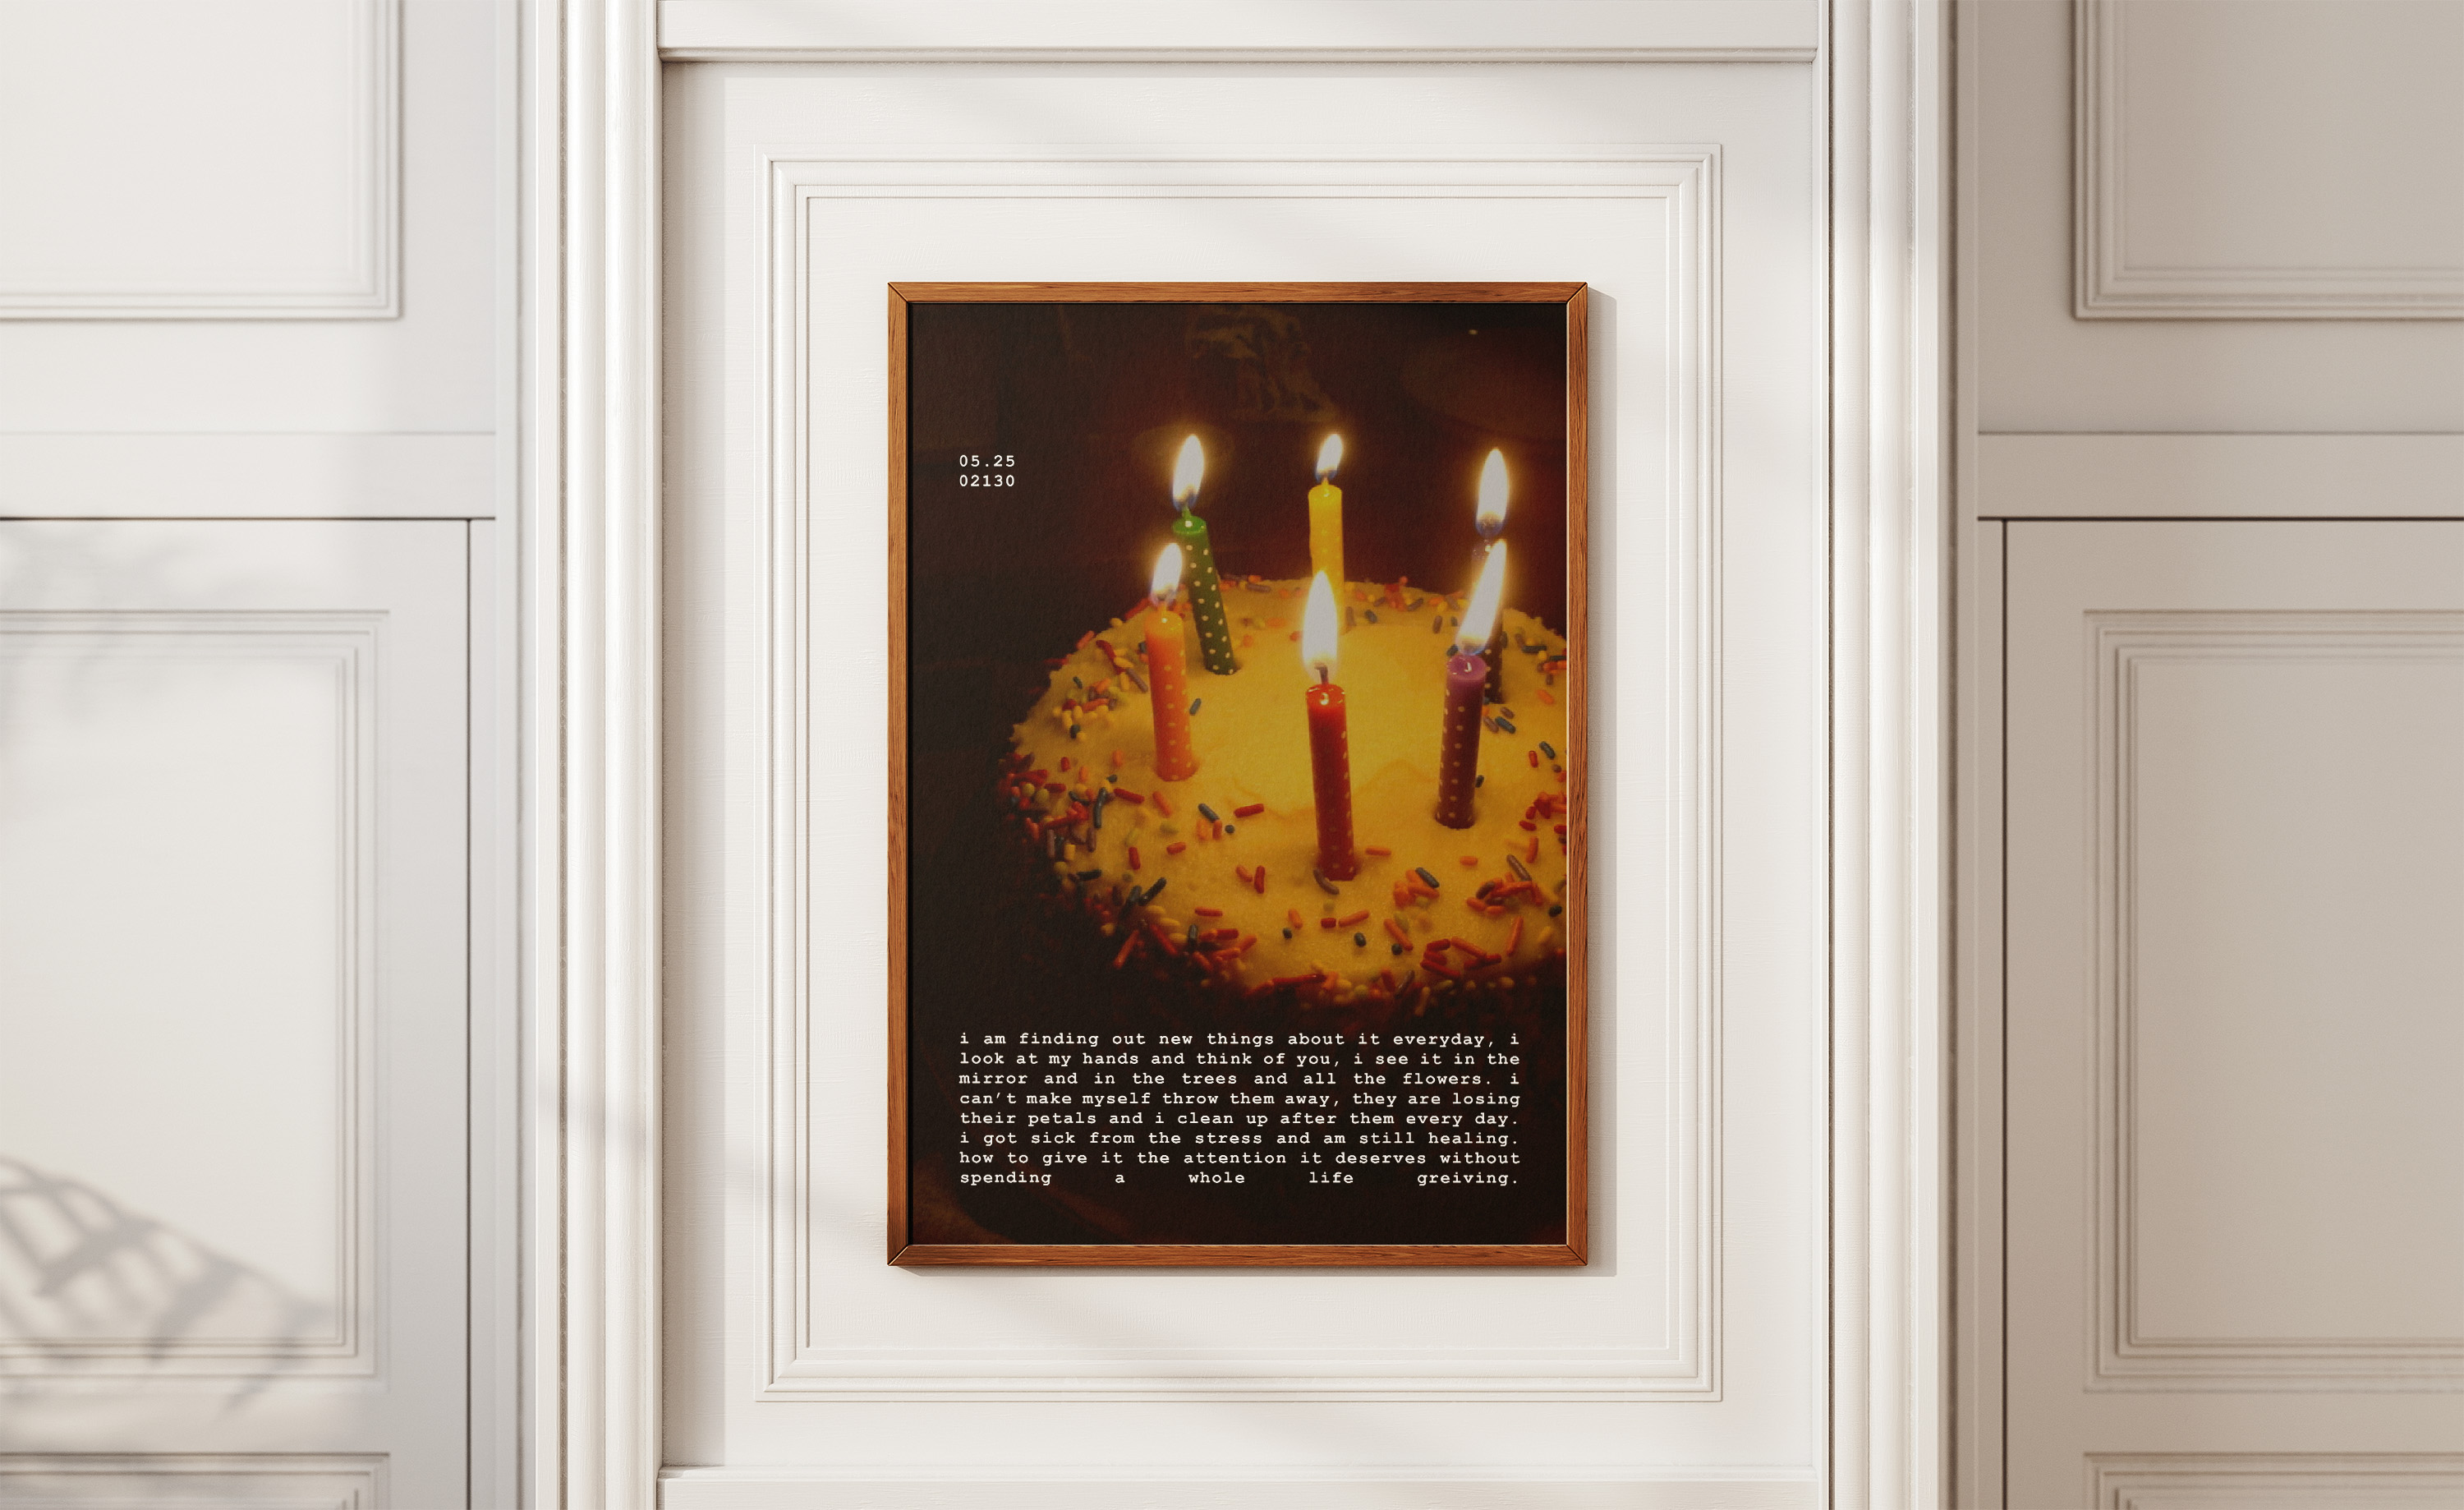 05.25
02130
i am finding out new things about it everyday, i
look at my hands and think of you, i see it in the
mirror and in the trees and all the flowers. i
can't make myself throw them away, they are losing
their petals and i clean up after them every day.
i got sick from the stress and am still healing.
how to give it the attention it deserves without
spending a whole life greiving.